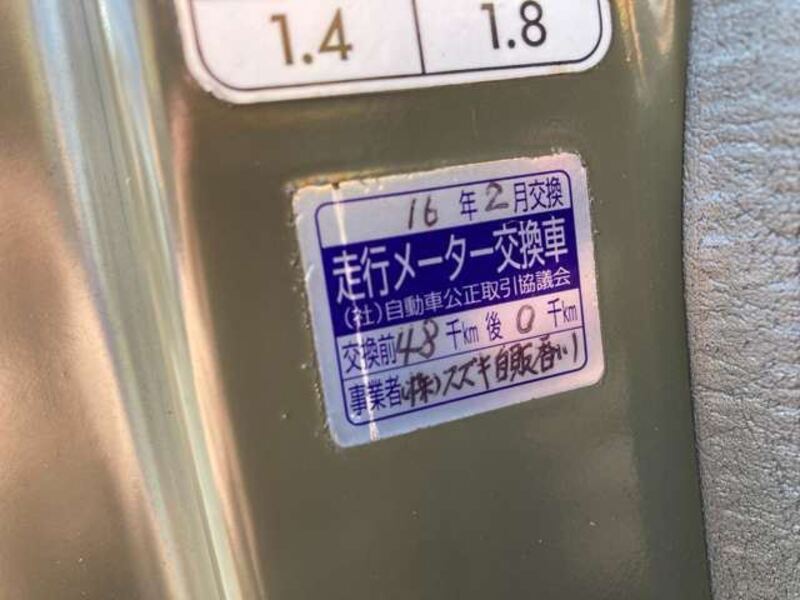 1.4 1.8
16年2月交換
走行メーター交換車
(社)自動車公正取引協議会
交換前48千km後0千km
事業者(株)スズキ自販香川